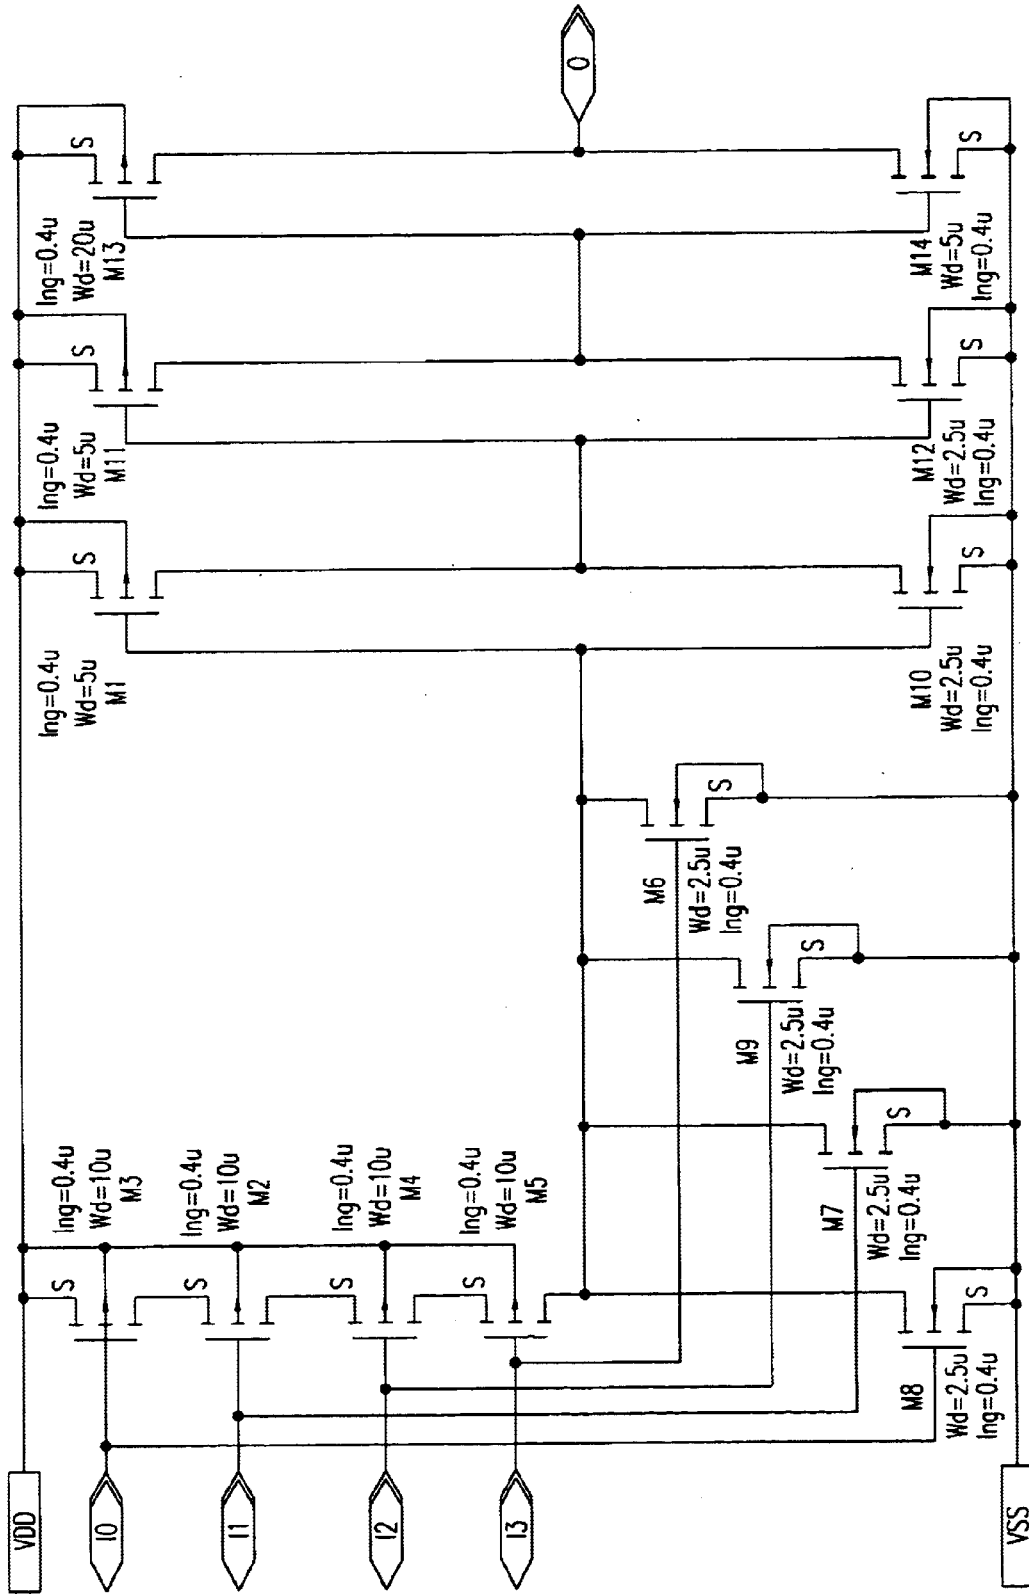 VDD
I0
I1
I2
I3
VSS
lng=0.4u
Wd=10u
M3
S
lng=0.4u
Wd=10u
M2
S
lng=0.4u
Wd=10u
M4
S
lng=0.4u
Wd=10u
M5
S
M8
Wd=2.5u
lng=0.4u
S
M7
Wd=2.5u
lng=0.4u
S
M9
Wd=2.5u
lng=0.4u
S
M6
Wd=2.5u
lng=0.4u
S
lng=0.4u
Wd=5u
M1
S
M10
Wd=2.5u
lng=0.4u
S
lng=0.4u
Wd=5u
M11
S
M12
Wd=2.5u
lng=0.4u
S
lng=0.4u
Wd=20u
M13
S
M14
Wd=5u
lng=0.4u
S
O